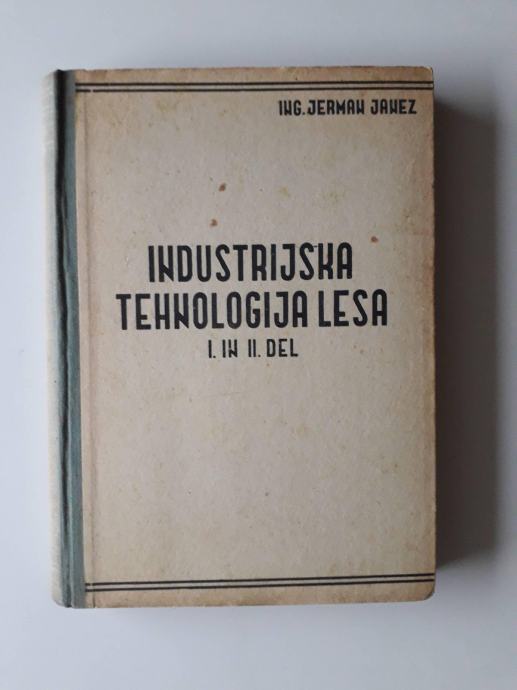 ING. JERMAN JANEZ
INDUSTRIJSKA
TEHNOLOGIJA LESA
I. IN II. DEL